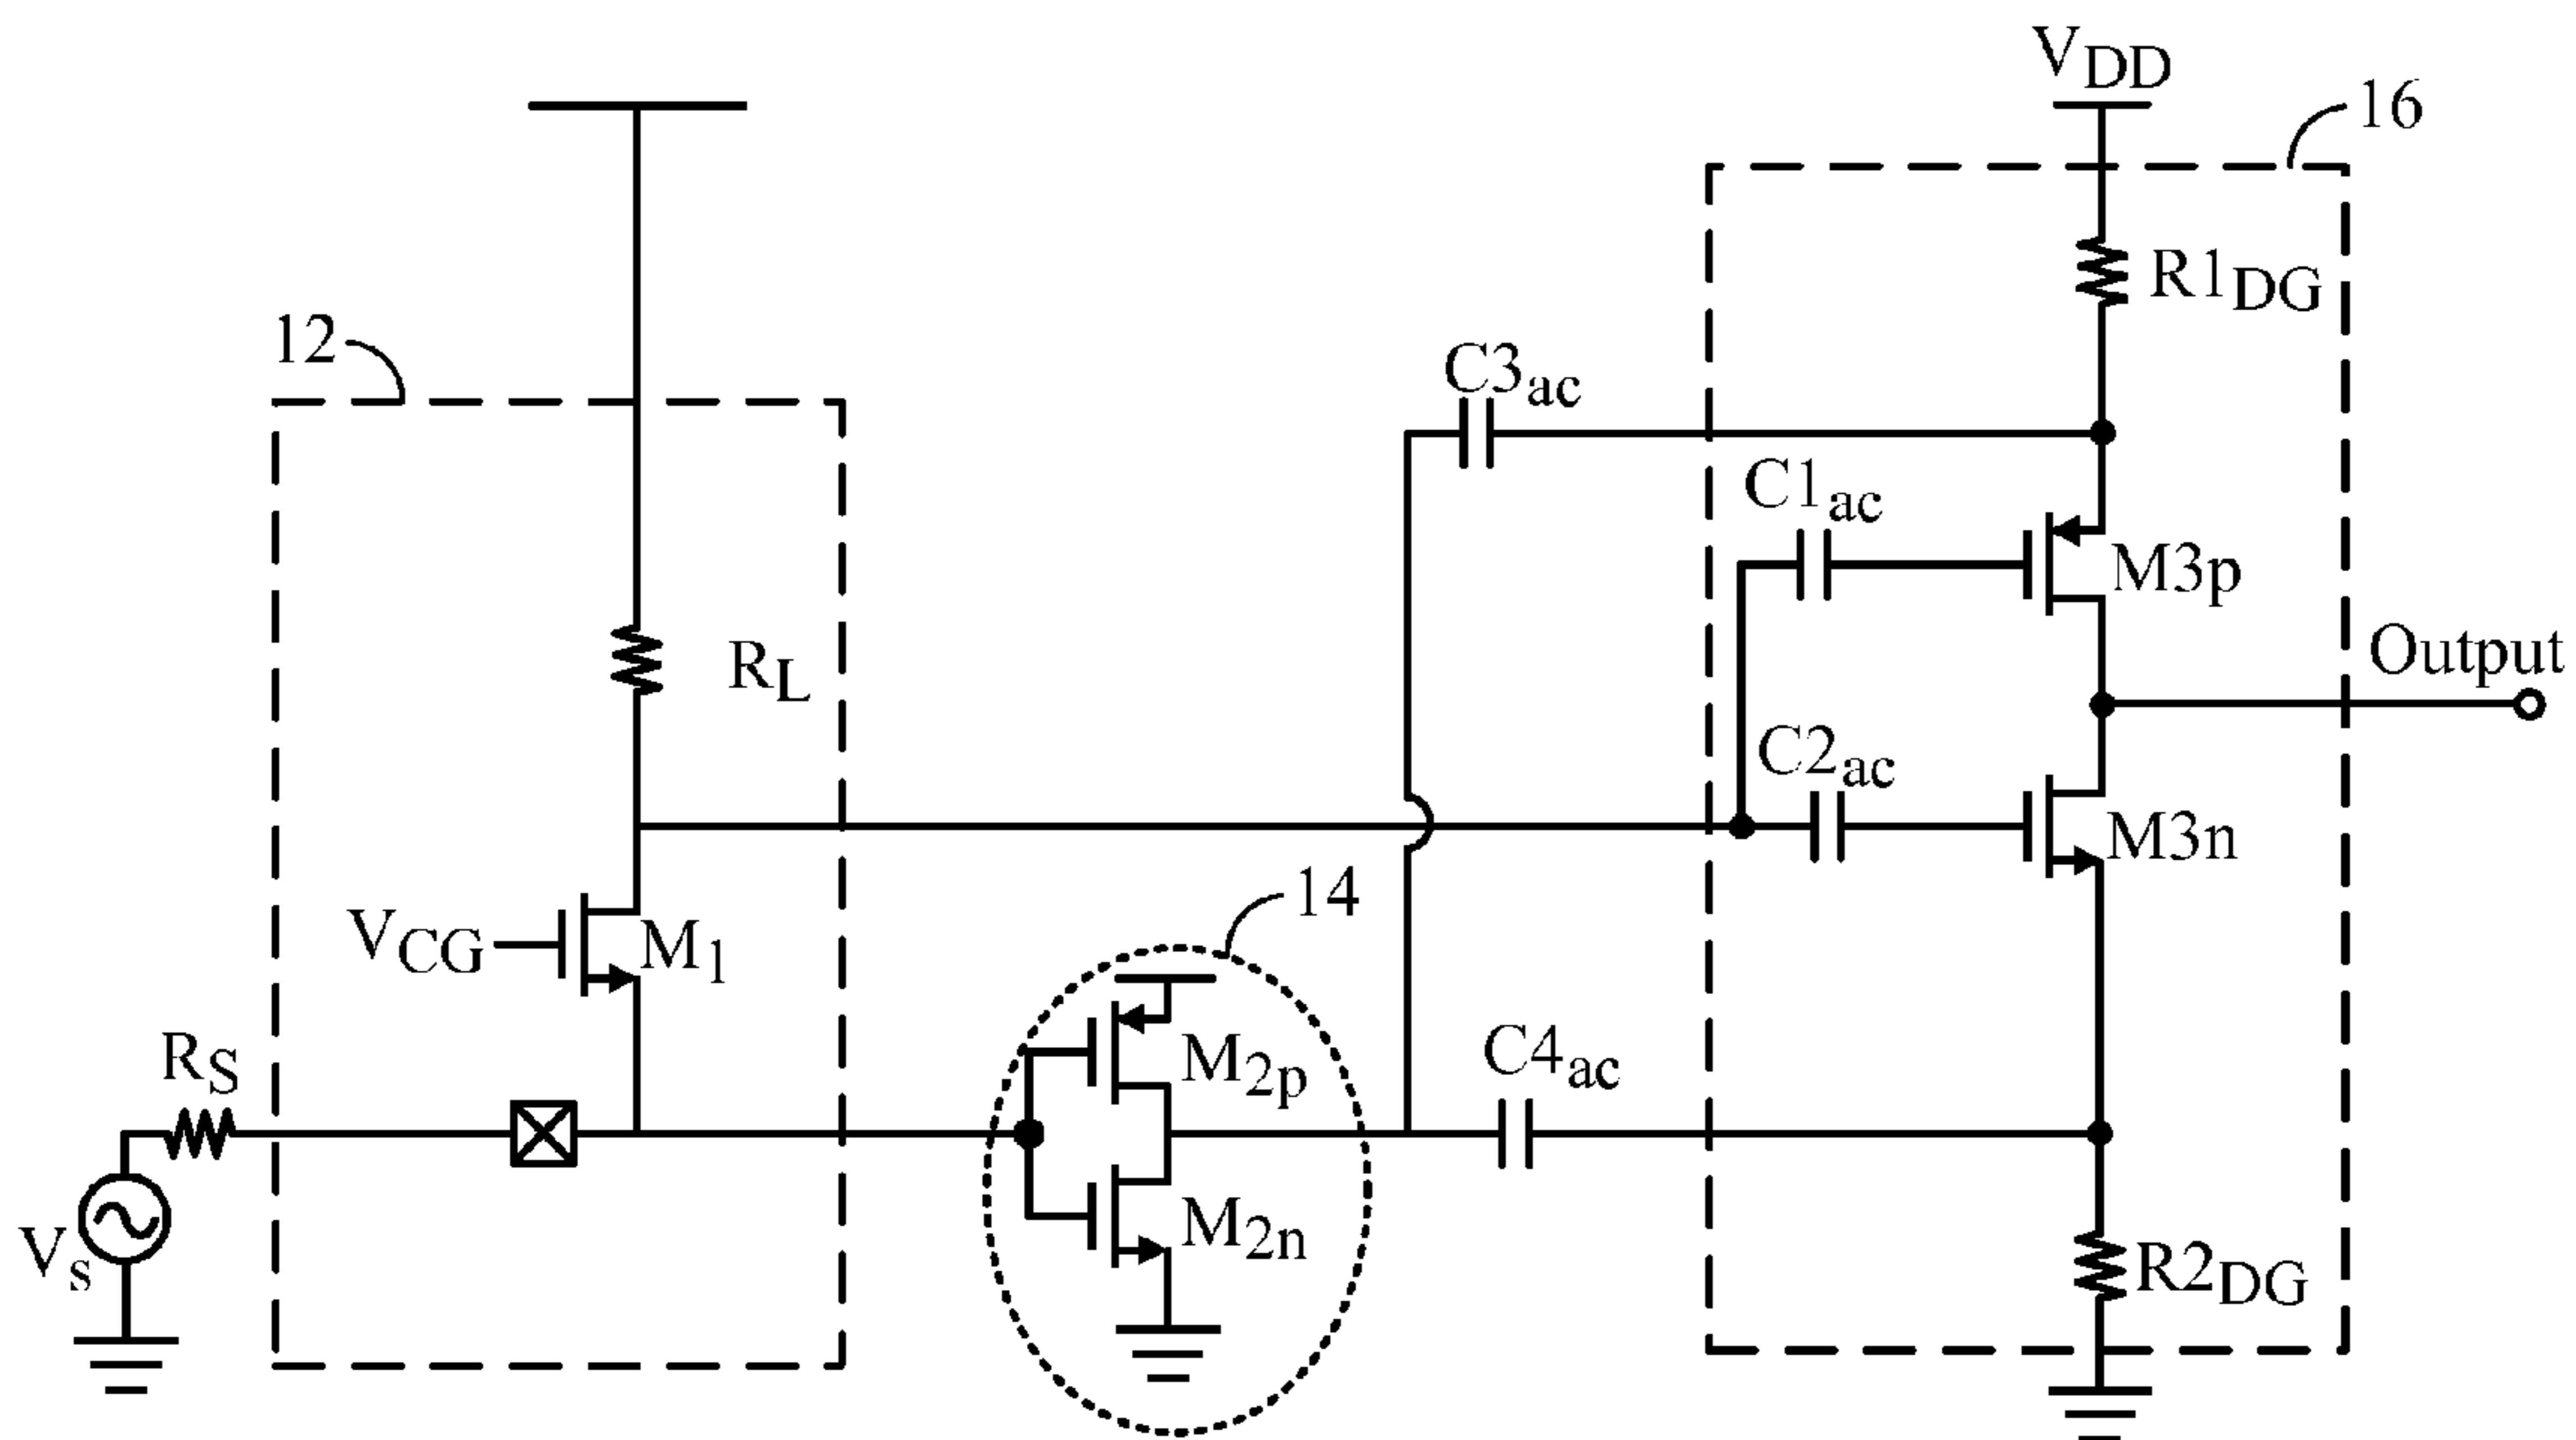 VDD
16
R1DG
12
C3ac
C1ac
M3p
RL
Output
C2ac
M3n
14
VCG
M1
RS
M2p
C4ac
Vs
M2n
R2DG